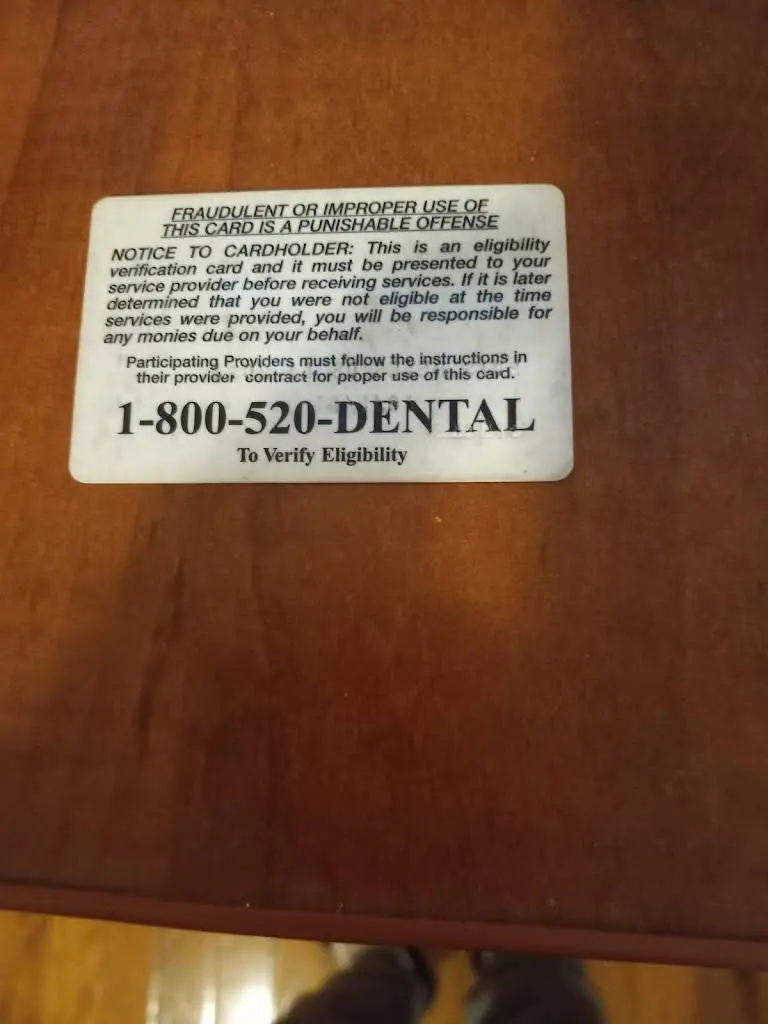 FRAUDULENT OR IMPROPER USE OF
THIS CARD IS A PUNISHABLE OFFENSE
NOTICE TO CARDHOLDER: This is an eligibility
verification card and it must be presented to your
service provider before receiving services. If it is later
determined that you were not eligible at the time
services were provided, you will be responsible for
any monies due on your behalf.
Participating Providers must follow the instructions in
their provider contract for proper use of this card.
1-800-520-DENTAL
To Verify Eligibility